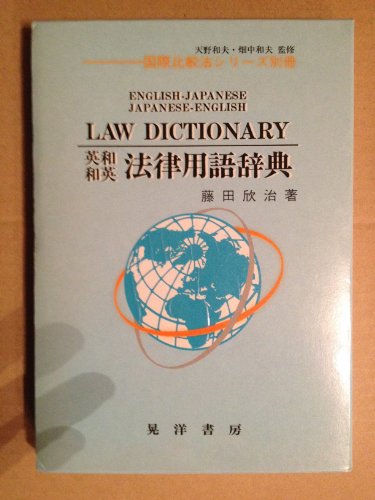 天野和夫・畑中和夫 監修
国際比較法シリーズ別冊
ENGLISH-JAPANESE
JAPANESE-ENGLISH
LAW DICTIONARY
英和
和英 法律用語辞典
藤田欣治著
晃洋書房